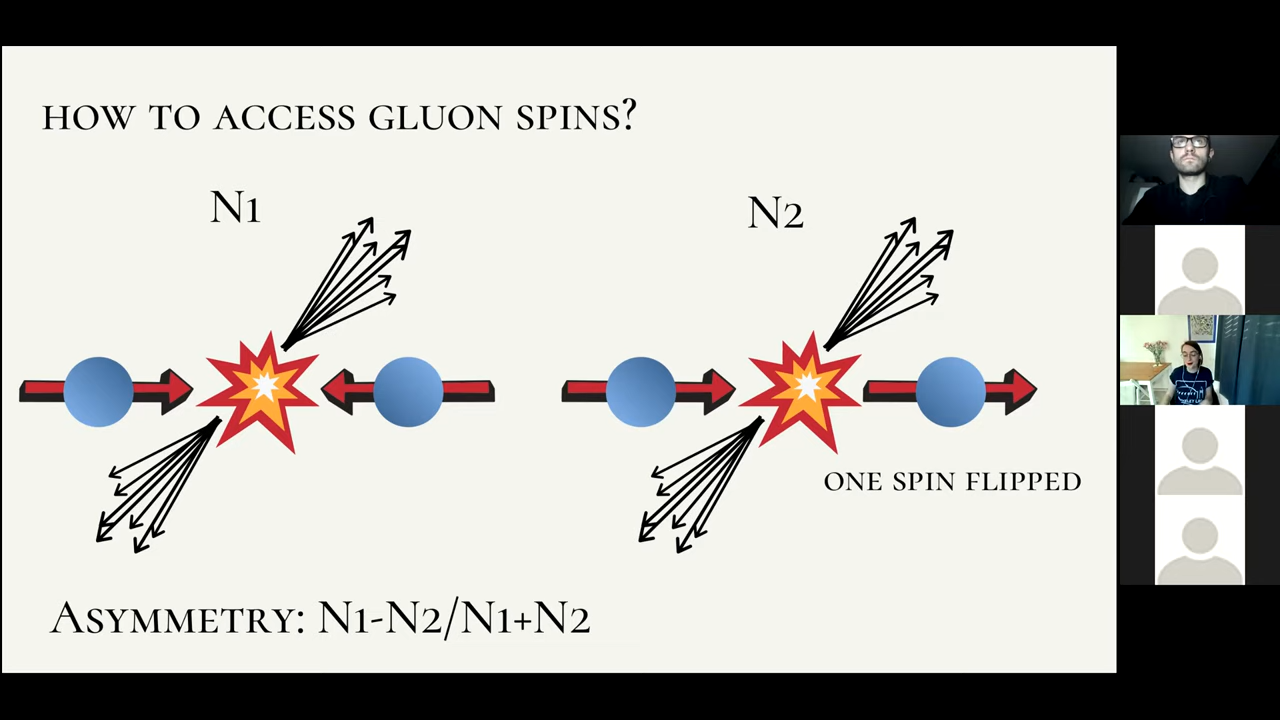 HOW TO ACCESS GLUON SPINS?
N1
N2
ONE SPIN FLIPPED
ASYMMETRY: N1-N2/N1+N2